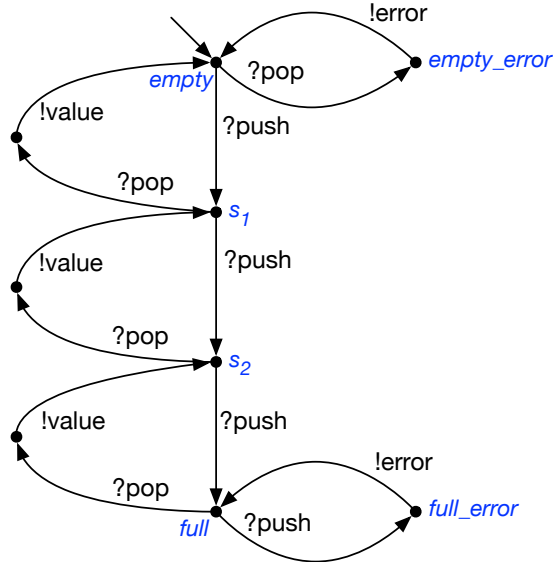 !error
empty
?pop
empty_error
!value
?push
?pop
s1
!value
?push
?pop
s2
!value
?push
?pop
!error
full
?push
full_error